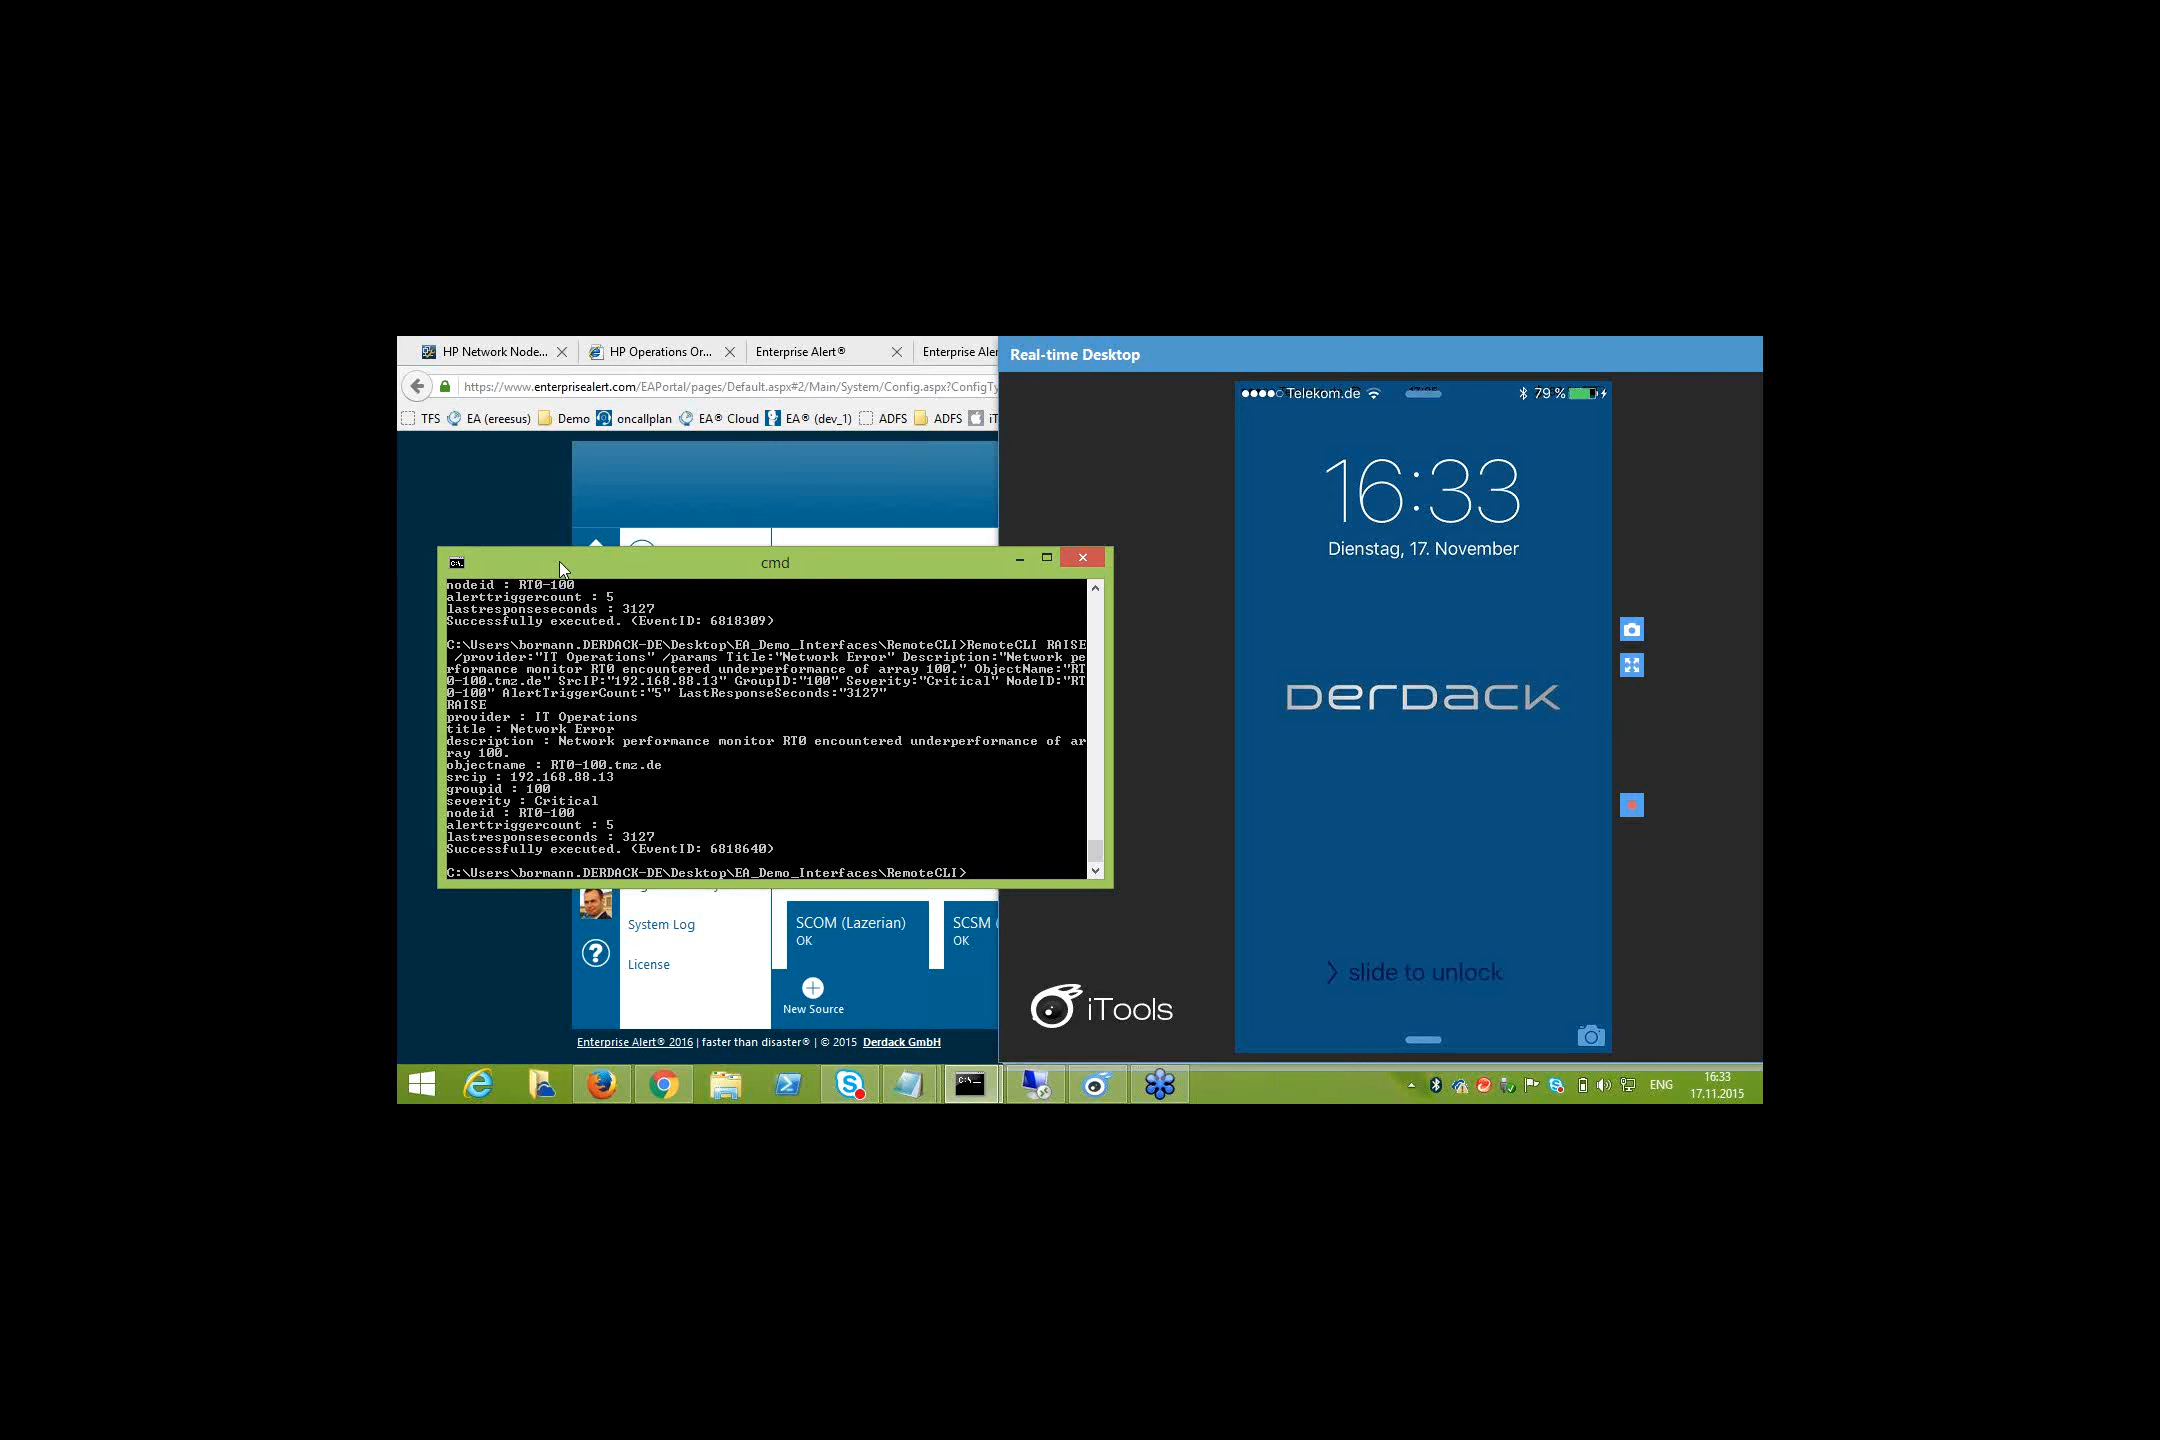 HP Network Node...
HP Operations Or...
Enterprise Alert®
Enterprise Aler
https://www.enterprisealert.com/EAPortal/pages/Default.aspx#2/Main/System/Config.aspx?ConfigTy
TFS
EA (ereesus)
Demo
oncallplan
EA® Cloud
EA® (dev_1)
ADFS
ADFS
iT
cmd
nodeid : RT0-100
alerttriggercount : 5
lastresponseseconds : 3127
Successfully executed. (EventID: 6818309)
C:\Users\bormann.DERDACK-DE\Desktop\EA_Demo_Interfaces\RemoteCLI>RemoteCLI RAISE
/provider:"IT Operations" /params Title:"Network Error" Description:"Network pe
rformance monitor RT0 encountered underperformance of array 100." ObjectName:"RT
0-100.tmz.de" SrcIP:"192.168.88.13" GroupID:"100" Severity:"Critical" NodeID:"RT
0-100" AlertTriggerCount:"5" LastResponseSeconds:"3127"
RAISE
provider : IT Operations
title : Network Error
description : Network performance monitor RT0 encountered underperformance of ar
ray 100.
objectname : RT0-100.tmz.de
srcip : 192.168.88.13
groupid : 100
severity : Critical
nodeid : RT0-100
alerttriggercount : 5
lastresponseseconds : 3127
Successfully executed. (EventID: 6818640)
C:\Users\bormann.DERDACK-DE\Desktop\EA_Demo_Interfaces\RemoteCLI>
System Log
License
SCOM (Lazerian)
OK
SCSM (
OK
New Source
Enterprise Alert® 2016 | faster than disaster® | © 2015 Derdack GmbH
Real-time Desktop
Telekom.de
79 %
16:33
Dienstag, 17. November
DERDACK
> slide to unlock
iTools
ENG
16:33
17.11.2015